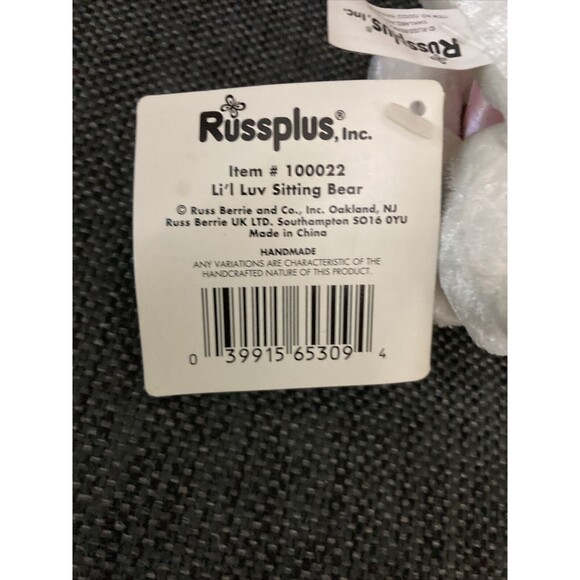 Russplus®, Inc.
Item # 100022
Li'l Luv Sitting Bear
© Russ Berrie and Co., Inc. Oakland, NJ
Russ Berrie UK LTD. Southampton SO16 0YU
Made in China
HANDMADE
ANY VARIATIONS ARE CHARACTERISTIC OF THE
HANDCRAFTED NATURE OF THIS PRODUCT.
0 39915 65309 4
Russplus, Inc.